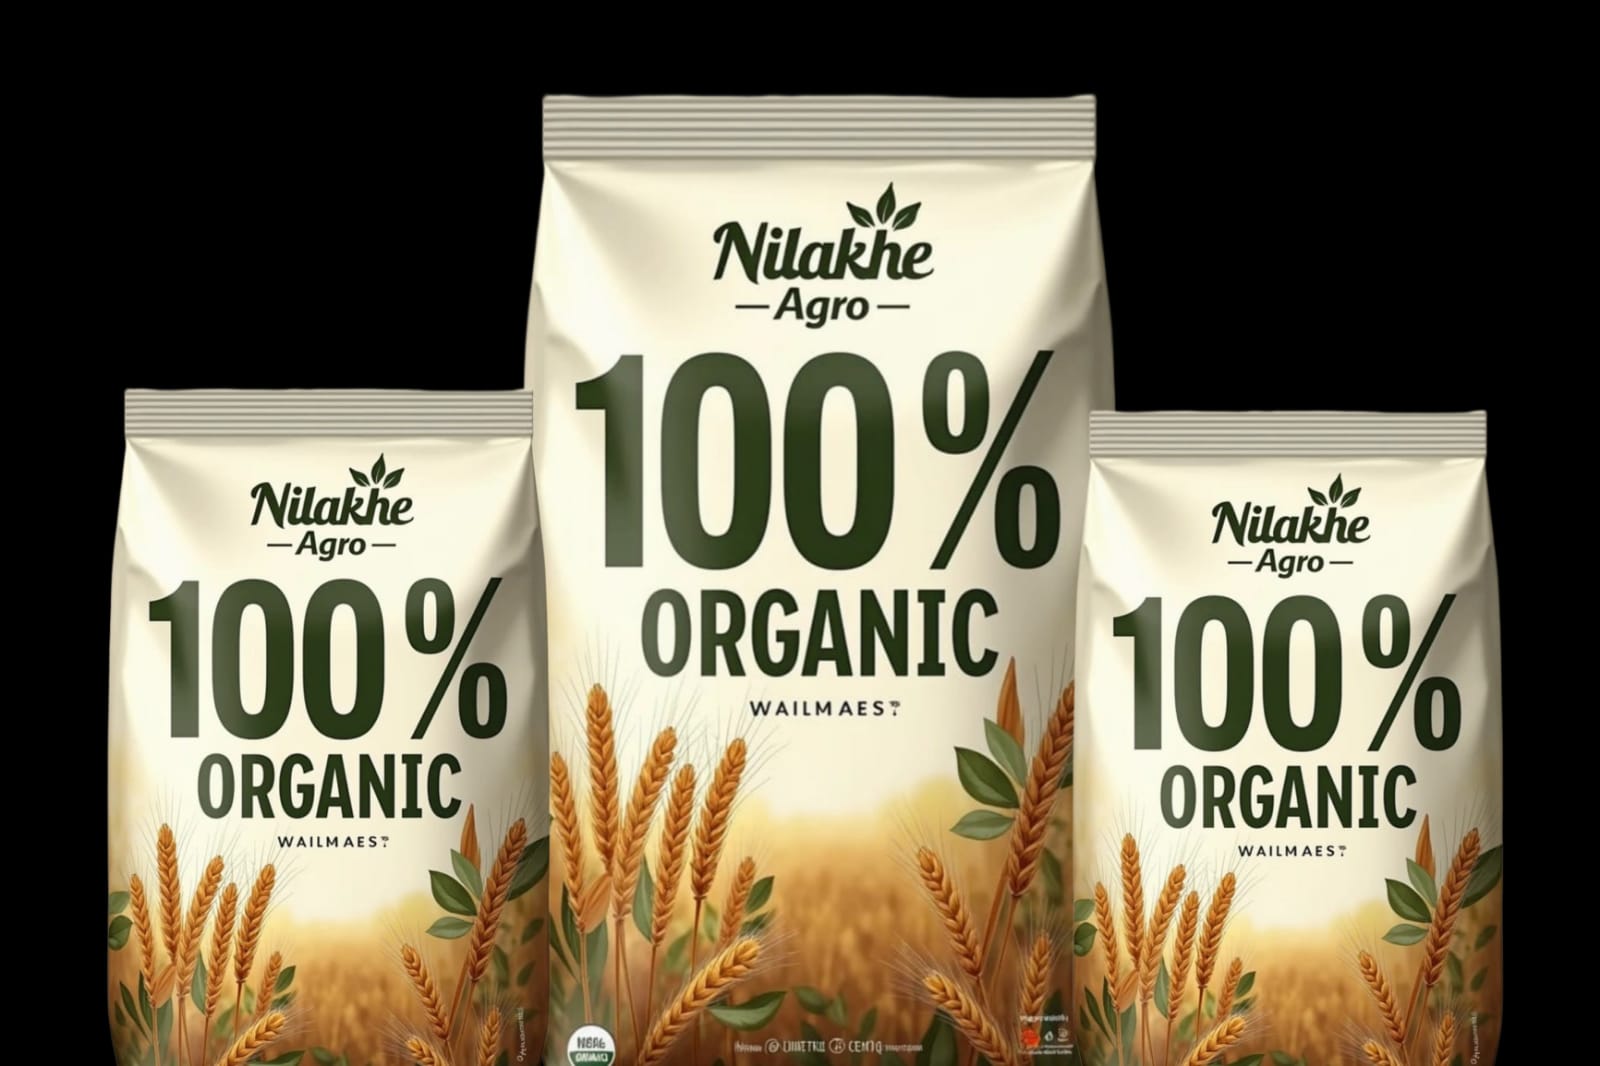 Nilakhe
Agro
100%
ORGANIC
WAILMAES
Nilakhe
Agro
100%
ORGANIC
WAILMAES
Nilakhe
Agro
100%
ORGANIC
WAILMAES